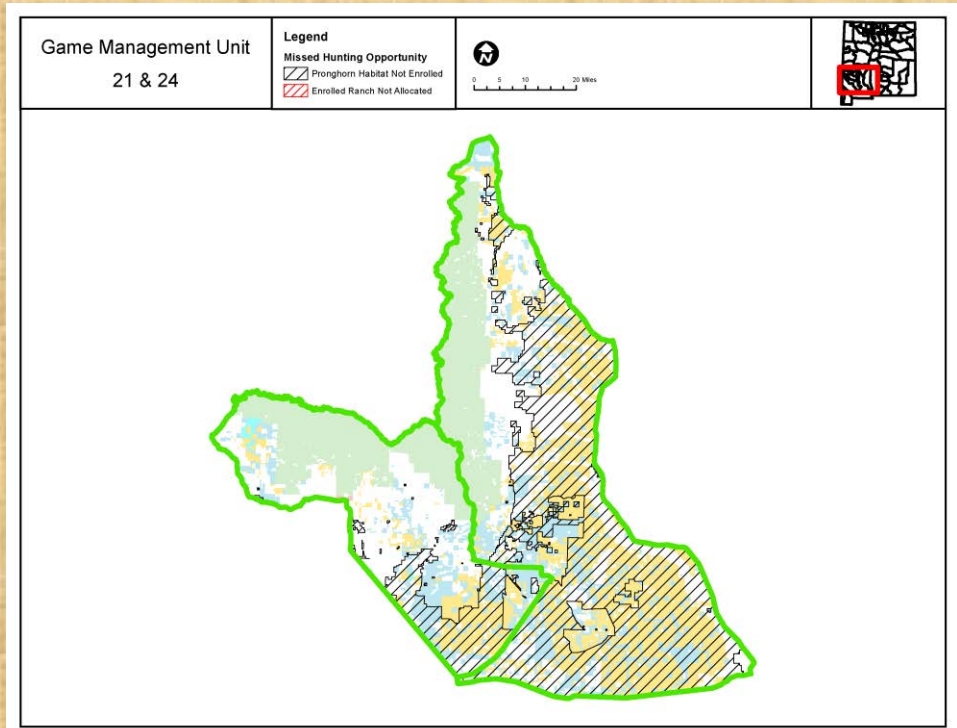 Game Management Unit
21 & 24
Legend
Missed Hunting Opportunity
Pronghorn Habitat Not Enrolled
Enrolled Ranch Not Allocated
N
0 5 10 20 Miles